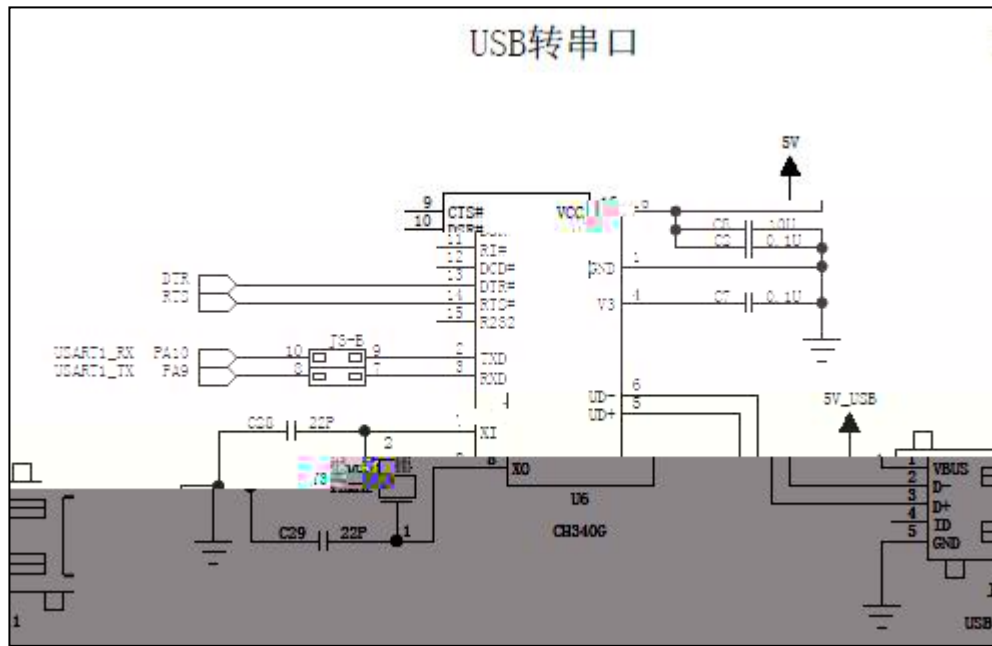 USB转串口
5V
9 CTS# VCC 16
10 DSR#
C6 10U
C2 0.1U
11 RI#
12 DCD# GND 1
DTR 13 DTR#
RTS 14 RTS# V3 4 C7 0.1U
15 R232
J3-B
USART1_RX PA10 10 9 2 TXD
USART1_TX PA9 8 7 3 RXD
UD- 6
UD+ 5
5V_USB
C28 22P XI
2
8 XO
1 VBUS
2 D-
3 D+
4 ID
5 GND
U6
CH340G
C29 22P 1
1
USB